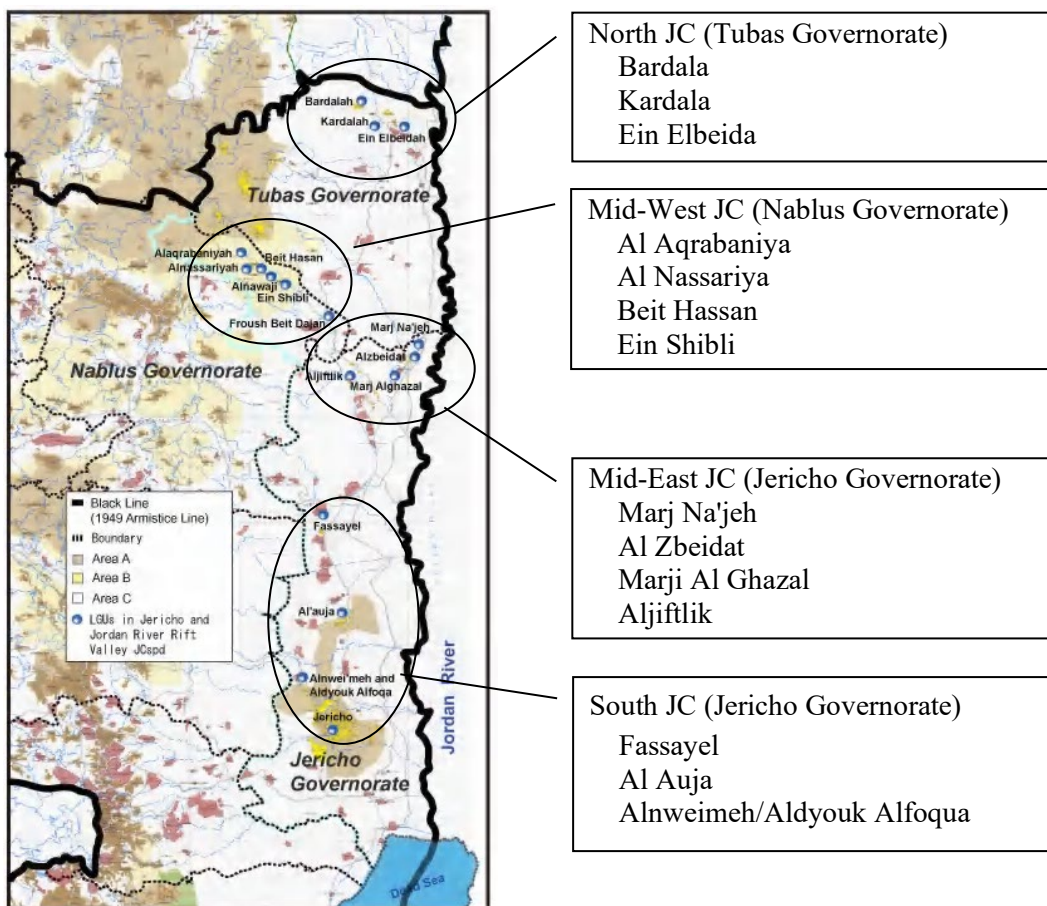 Bardalah
Kardalah
Ein Elbeidah
Tubas Governorate
Alaqrabaniyah
Beit Hasan
Alnassariyah
Alnawaji
Ein Shibli
Froush Beit Dajan
Marj Na'jeh
Alzbeidat
Nablus Governorate
Aljiftlik
Marj Alghazal
Black Line
(1949 Armistice Line)
Boundary
Area A
Area B
Area C
LGUs in Jericho and
Jordan River Rift
Valley JCspd
Fassayel
Al'auja
Alnwei'meh and
Aldyouk Alfoqa
Jericho
Jericho
Governorate
Jordan River
Dead Sea
North JC (Tubas Governorate)
Bardala
Kardala
Ein Elbeida
Mid-West JC (Nablus Governorate)
Al Aqrabaniya
Al Nassariya
Beit Hassan
Ein Shibli
Mid-East JC (Jericho Governorate)
Marj Na'jeh
Al Zbeidat
Marji Al Ghazal
Aljiftlik
South JC (Jericho Governorate)
Fassayel
Al Auja
Alnweimeh/Aldyouk Alfoqua